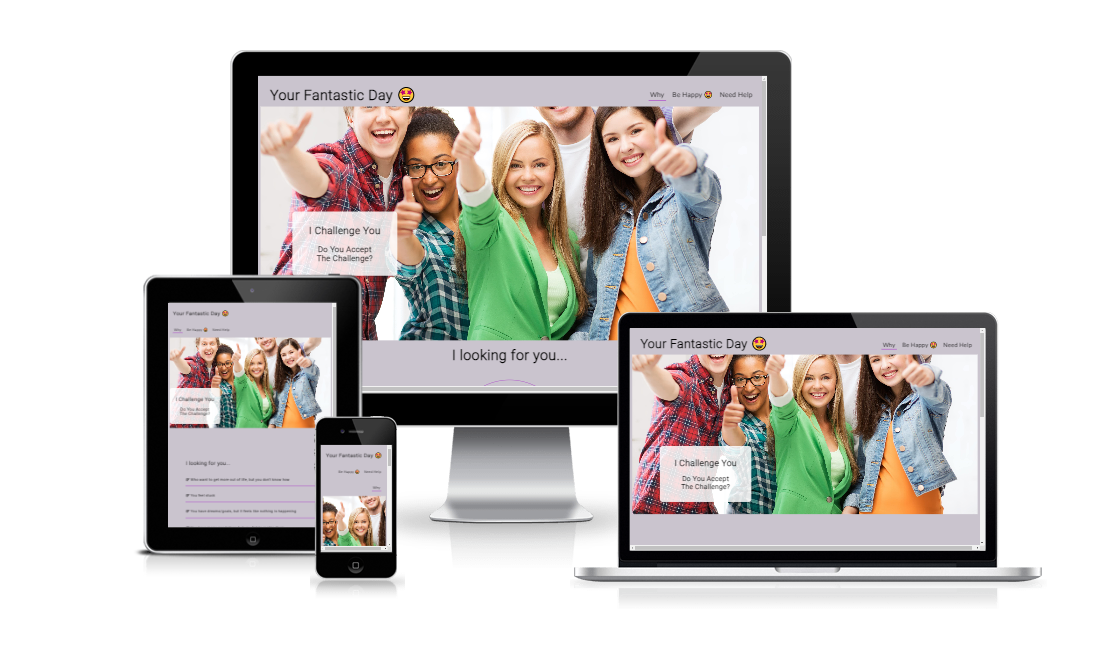 Your Fantastic Day 🤩
Why Be Happy 🤩 Need Help
I Challenge You
Do You Accept
The Challenge?
I looking for you...
Your Fantastic Day 🤩
Why Be Happy 🤩 Need Help
I Challenge You
Do You Accept
The Challenge?
I looking for you...
Who want to get more out of life, but you don't know how
You feel stuck
You have listed goals, but it feels like nothing is happening
Your Fantastic Day 🤩
Be Happy 🤩 Need Help
Why
Your Fantastic Day 🤩
Why Be Happy 🤩 Need Help
I Challenge You
Do You Accept
The Challenge?